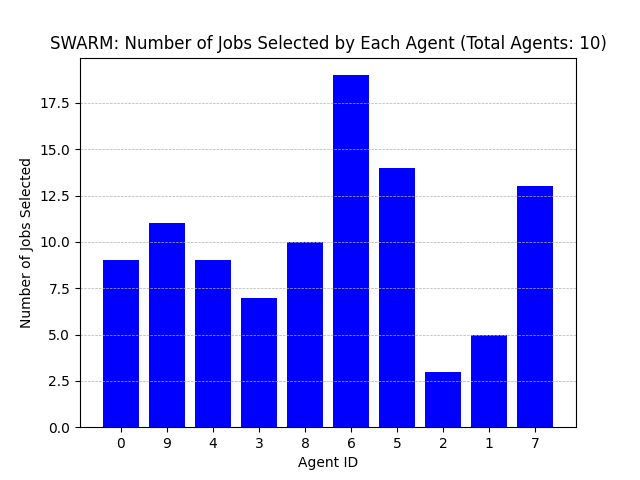 SWARM: Number of Jobs Selected by Each Agent (Total Agents: 10)
Number of Jobs Selected
17.5
15.0
12.5
10.0
7.5
5.0
2.5
0.0
0 9 4 3 8 6 5 2 1 7
Agent ID